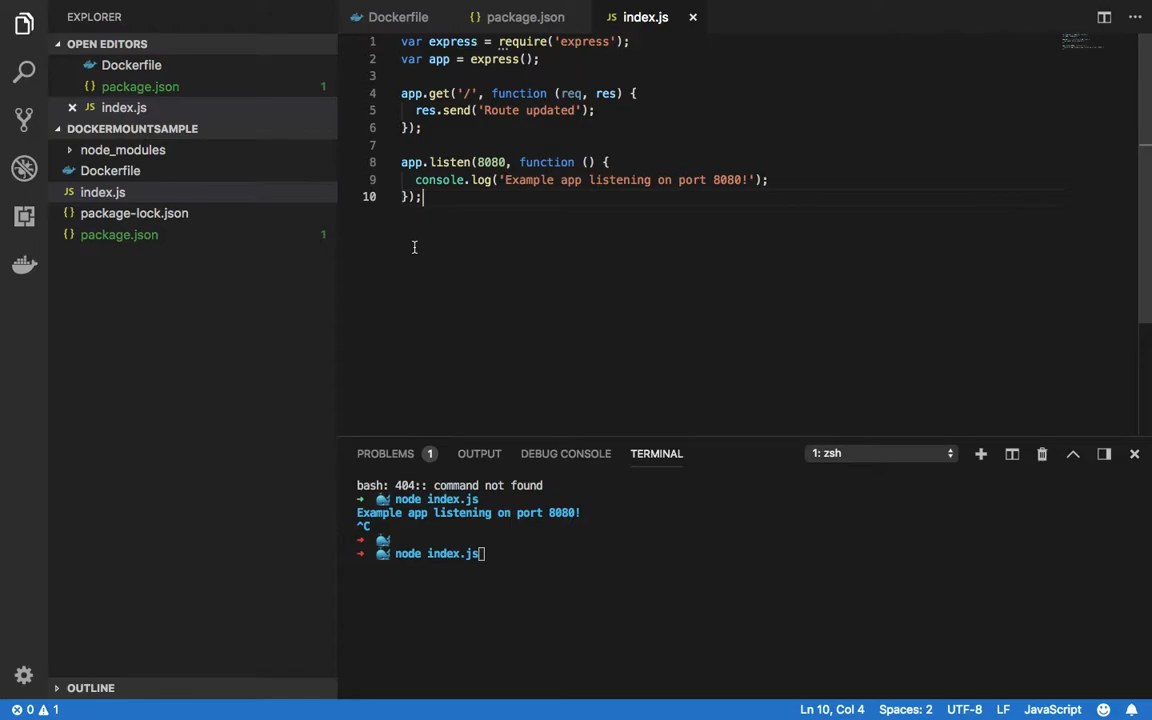 EXPLORER
OPEN EDITORS
Dockerfile
{} package.json 1
JS index.js
DOCKERMOUNTSAMPLE
node_modules
Dockerfile
JS index.js
{} package-lock.json
{} package.json 1
OUTLINE
Dockerfile {} package.json JS index.js
1 var express = require('express');
2 var app = express();
3
4 app.get('/', function (req, res) {
5 res.send('Route updated');
6 });
7
8 app.listen(8080, function () {
9 console.log('Example app listening on port 8080!');
10 });
PROBLEMS 1 OUTPUT DEBUG CONSOLE TERMINAL 1: zsh
bash: 404:: command not found
node index.js
Example app listening on port 8080!
^C
node index.js
0 1 Ln 10, Col 4 Spaces: 2 UTF-8 LF JavaScript